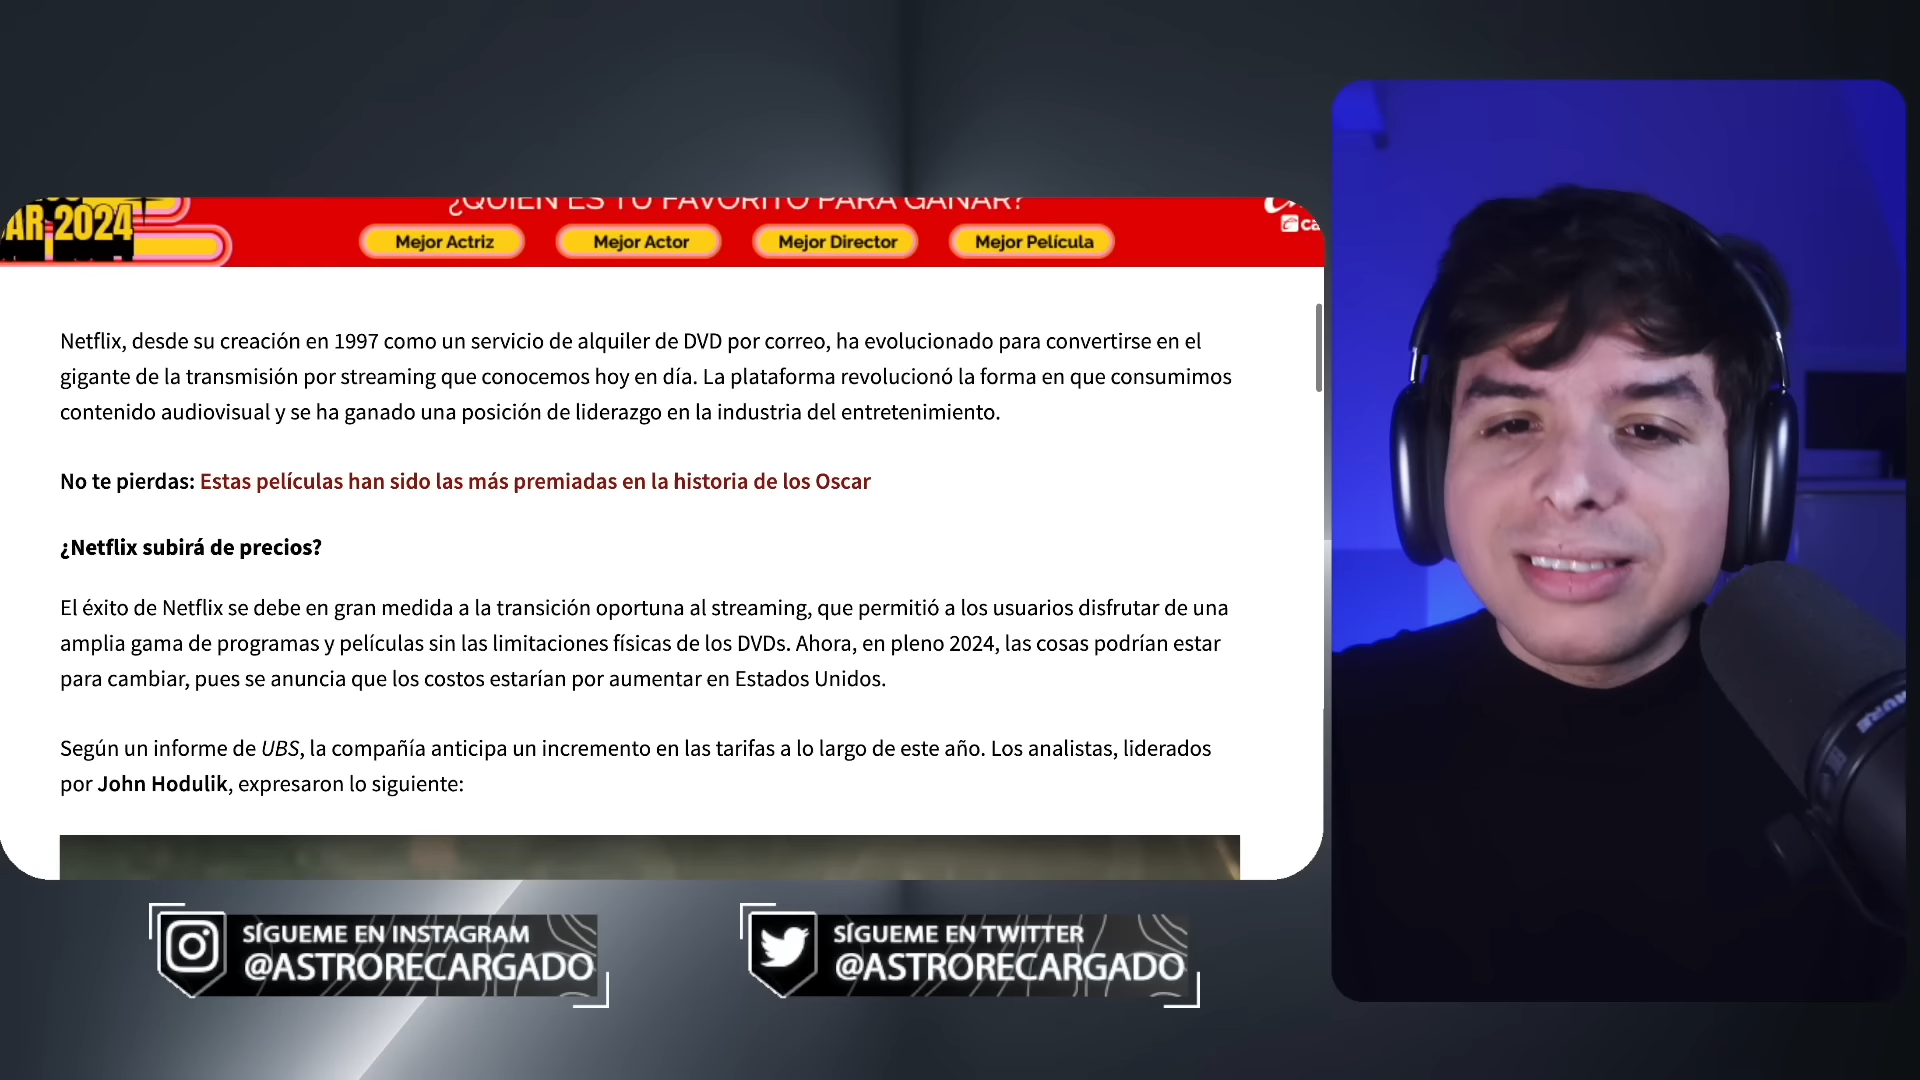 AR 2024
¿QUIÉN ES TU FAVORITO PARA GANAR?
Mejor Actriz
Mejor Actor
Mejor Director
Mejor Película
Netflix, desde su creación en 1997 como un servicio de alquiler de DVD por correo, ha evolucionado para convertirse en el
gigante de la transmisión por streaming que conocemos hoy en día. La plataforma revolucionó la forma en que consumimos
contenido audiovisual y se ha ganado una posición de liderazgo en la industria del entretenimiento.
No te pierdas: Estas películas han sido las más premiadas en la historia de los Oscar
¿Netflix subirá de precios?
El éxito de Netflix se debe en gran medida a la transición oportuna al streaming, que permitió a los usuarios disfrutar de una
amplia gama de programas y películas sin las limitaciones físicas de los DVDs. Ahora, en pleno 2024, las cosas podrían estar
para cambiar, pues se anuncia que los costos estarían por aumentar en Estados Unidos.
Según un informe de UBS, la compañía anticipa un incremento en las tarifas a lo largo de este año. Los analistas, liderados
por John Hodulik, expresaron lo siguiente:
SÍGUEME EN INSTAGRAM
@ASTRORECARGADO
SÍGUEME EN TWITTER
@ASTRORECARGADO